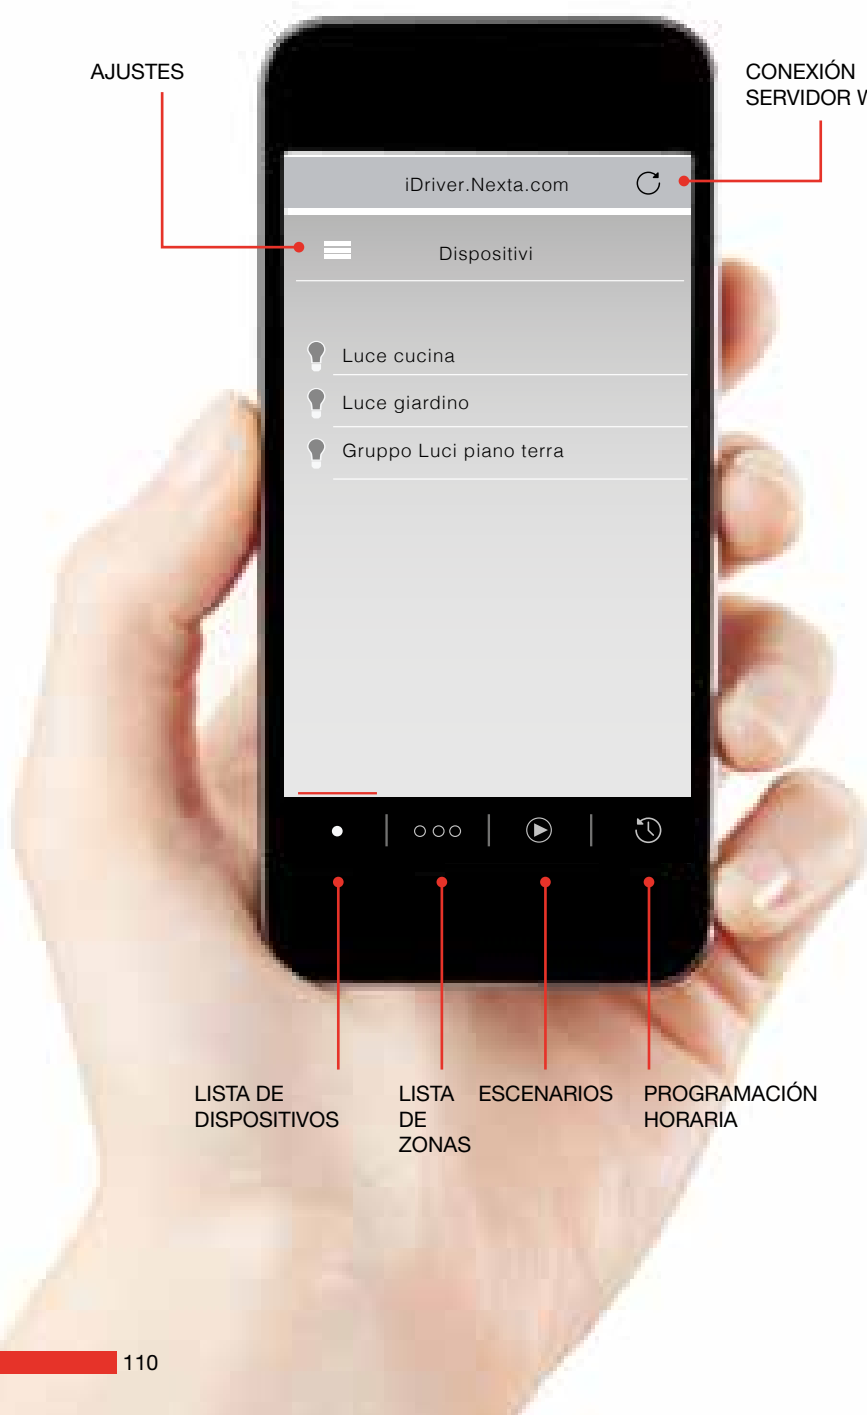 AJUSTES
CONEXIÓN
SERVIDOR
iDriver.Nexta.com
Dispositivi
Luce cucina
Luce giardino
Gruppo Luci piano terra
LISTA DE
DISPOSITIVOS
LISTA
DE
ZONAS
ESCENARIOS
PROGRAMACIÓN
HORARIA
110